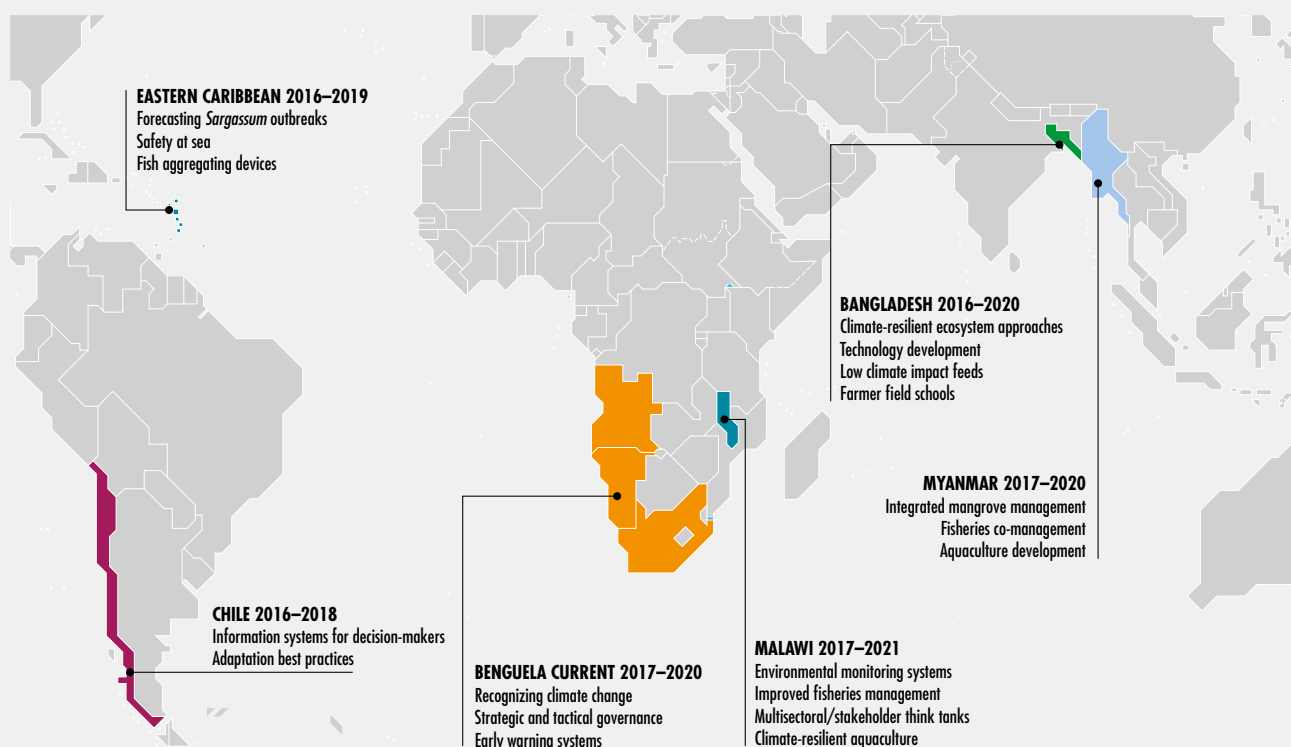 EASTERN CARIBBEAN 2016–2019
Forecasting Sargassum outbreaks
Safety at sea
Fish aggregating devices
BANGLADESH 2016–2020
Climate-resilient ecosystem approaches
Technology development
Low climate impact feeds
Farmer field schools
MYANMAR 2017–2020
Integrated mangrove management
Fisheries co-management
Aquaculture development
CHILE 2016–2018
Information systems for decision-makers
Adaptation best practices
BENGUELA CURRENT 2017–2020
Recognizing climate change
Strategic and tactical governance
Early warning systems
MALAWI 2017–2021
Environmental monitoring systems
Improved fisheries management
Multisectoral/stakeholder think tanks
Climate-resilient aquaculture